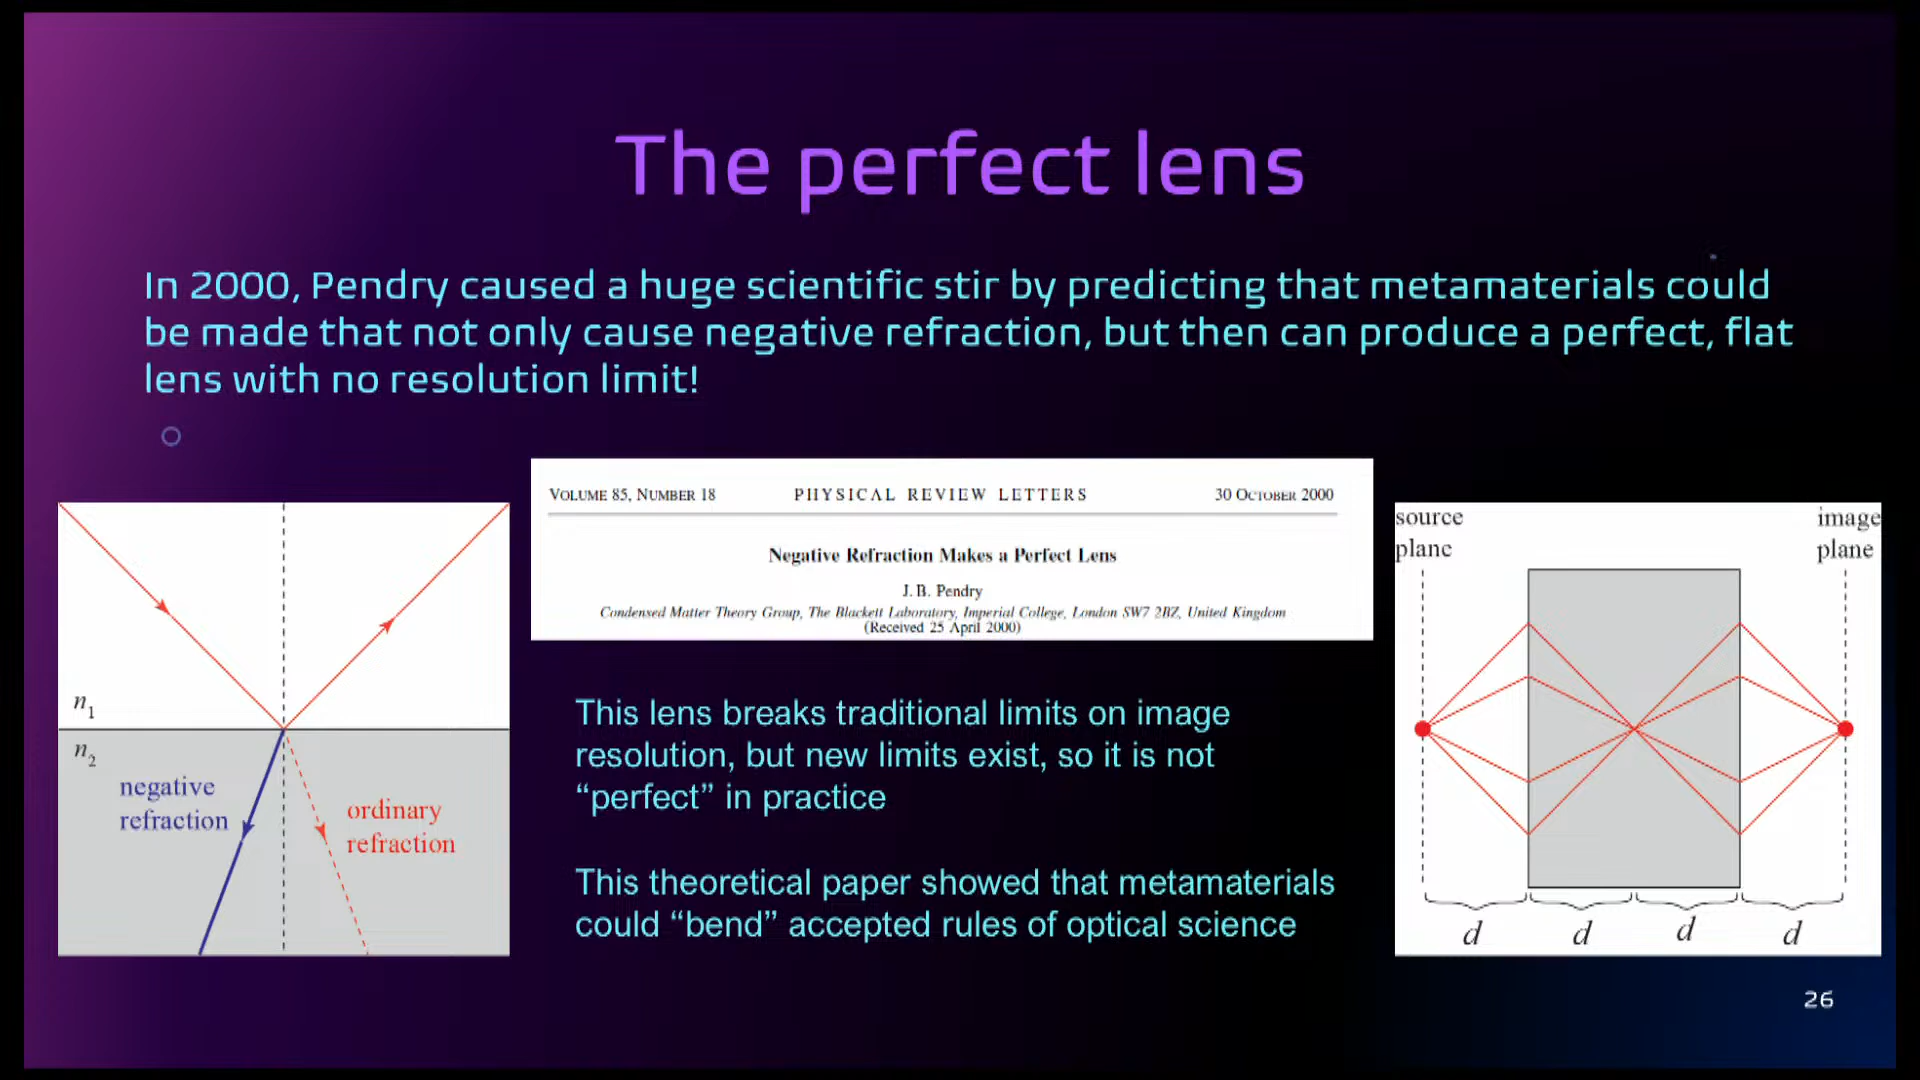 The perfect lens
In 2000, Pendry caused a huge scientific stir by predicting that metamaterials could
be made that not only cause negative refraction, but then can produce a perfect, flat
lens with no resolution limit!
n1
n2
negative
refraction
ordinary
refraction
VOLUME 85, NUMBER 18 PHYSICAL REVIEW LETTERS 30 OCTOBER 2000
Negative Refraction Makes a Perfect Lens
J. B. Pendry
Condensed Matter Theory Group, The Blackett Laboratory, Imperial College, London SW7 2BZ, United Kingdom
(Received 25 April 2000)
This lens breaks traditional limits on image
resolution, but new limits exist, so it is not
“perfect” in practice
This theoretical paper showed that metamaterials
could “bend” accepted rules of optical science
source
plane
image
plane
d d d d
26